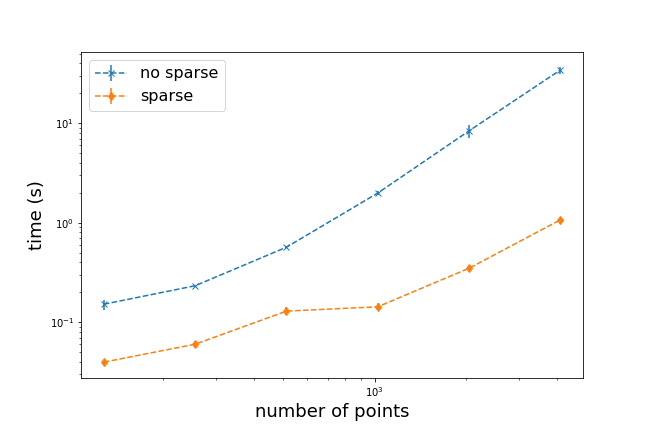 no sparse
sparse
10¹
10⁰
10⁻¹
time (s)
10³
number of points